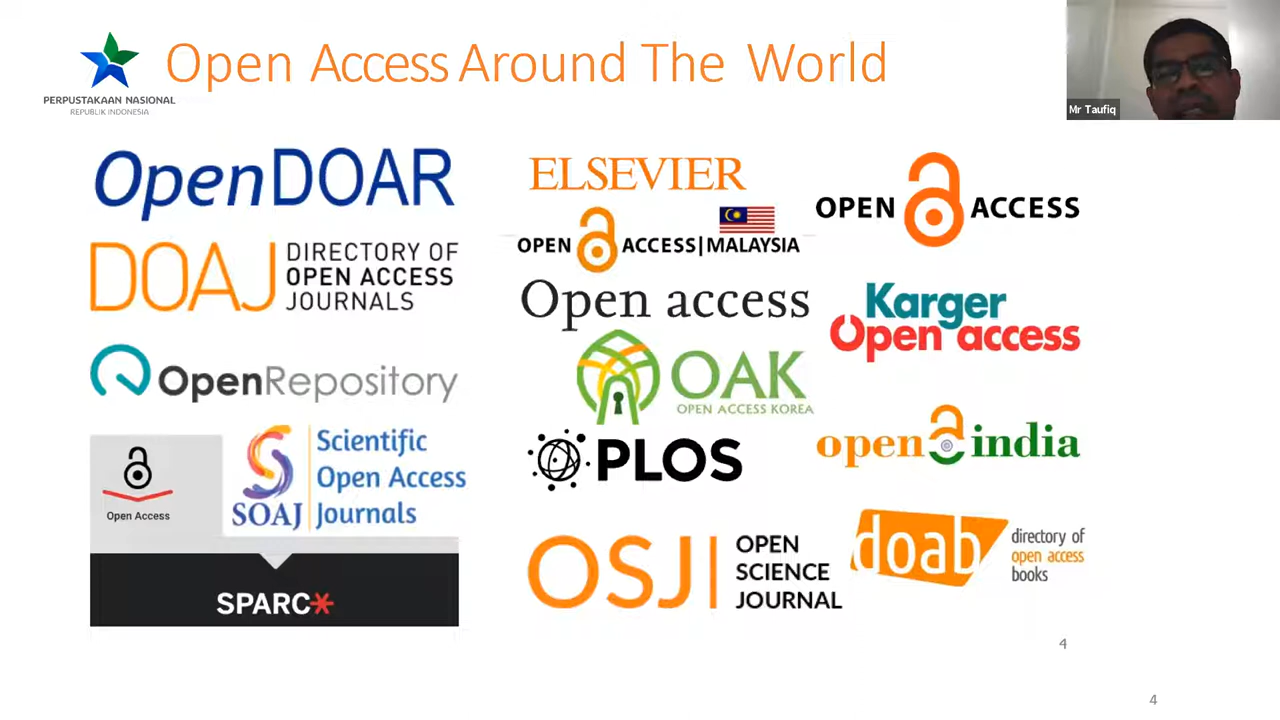 Open Access Around The World
PERPUSTAKAAN NASIONAL
REPUBLIK INDONESIA
Mr Taufiq
OpenDOAR
DOAJ
DIRECTORY OF
OPEN ACCESS
JOURNALS
OpenRepository
Open Access
SOAJ
Scientific
Open Access
Journals
SPARC
ELSEVIER
OPEN ACCESS|MALAYSIA
Open access
OAK
OPEN ACCESS KOREA
PLOS
OSJ
OPEN
SCIENCE
JOURNAL
OPEN ACCESS
Karger
Open access
open india
doab
directory of
open access
books
4
4